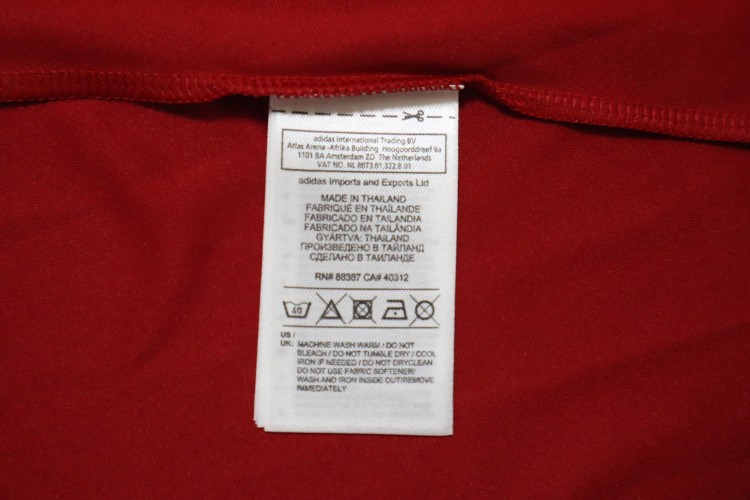 adidas International Trading BV
Atlas Arena -Afrika Building Hoogoorddreef 9a
1101 BA Amsterdam ZO The Netherlands
VAT NO. NL 8073.61.322.B.01
adidas Imports and Exports Ltd
MADE IN THAILAND
FABRIQUÉ EN THAÏLANDE
FABRICADO EN TAILANDIA
FABRICADO NA TAILÂNDIA
GYÁRTVA: THAILAND
ПРОИЗВЕДЕНО В ТАЙЛАНД
СДЕЛАНО В ТАИЛАНДЕ
RN# 88387 CA# 40312
40
US /
UK: MACHINE WASH WARM / DO NOT
BLEACH / DO NOT TUMBLE DRY / COOL
IRON IF NEEDED / DO NOT DRYCLEAN
DO NOT USE FABRIC SOFTENER/
WASH AND IRON INSIDE OUT/REMOVE
IMMEDIATELY